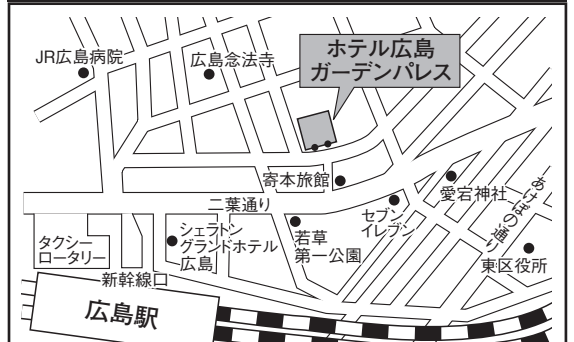 JR広島病院
広島念法寺
ホテル広島
ガーデンパレス
寄本旅館
二葉通り
愛宕神社
あけぼの通り
セブン
イレブン
シェラトン
グランドホテル
広島
若草
第一公園
タクシー
ロータリー
東区役所
新幹線口
広島駅